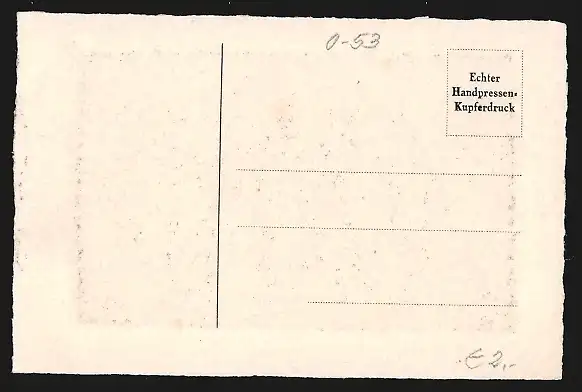 0-53
Echter
Handpressen-
Kupferdruck
€ 2,-